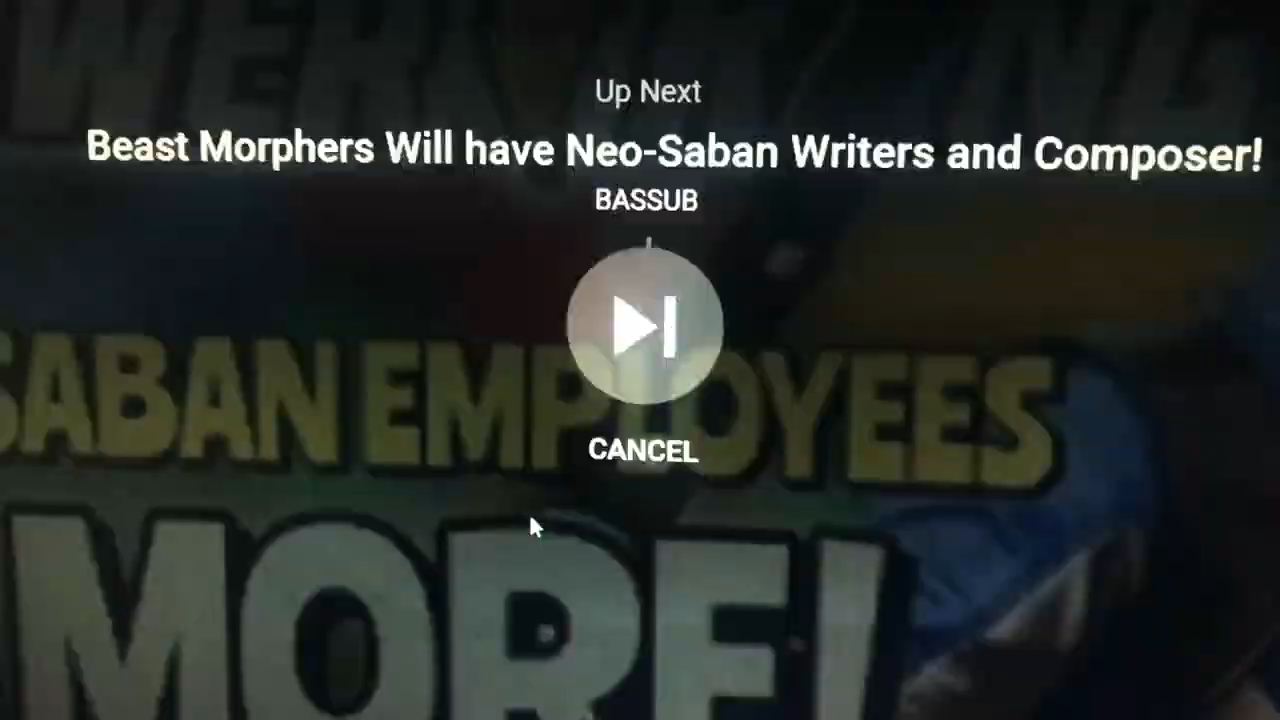 Up Next
Beast Morphers Will have Neo-Saban Writers and Composer!
BASSUB
SABAN EMPLOYEES
CANCEL
MORE!